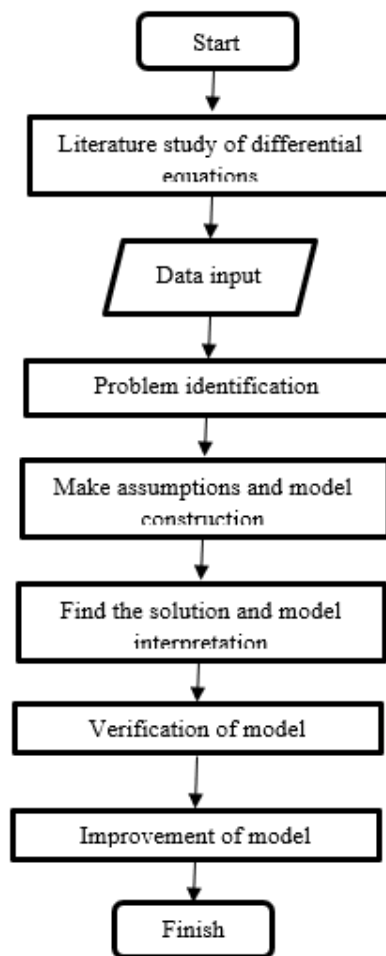 Start
Literature study of differential
equations
Data input
Problem identification
Make assumptions and model
construction
Find the solution and model
interpretation
Verification of model
Improvement of model
Finish